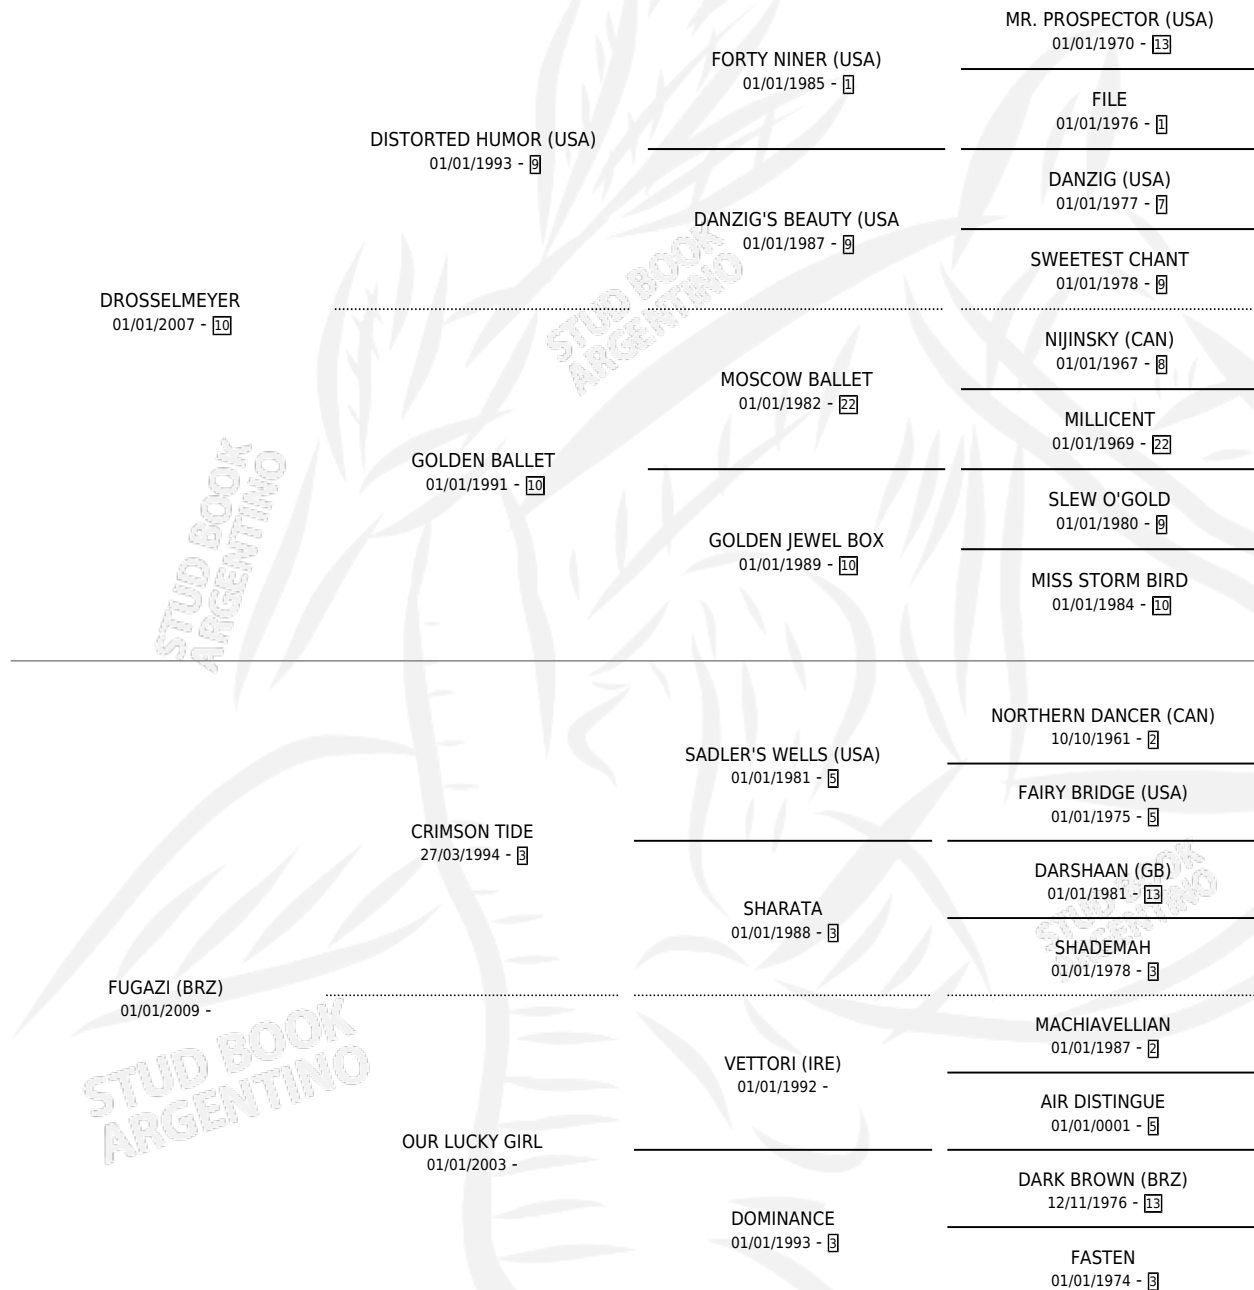 MR. PROSPECTOR (USA)
01/01/1970 - 13
FORTY NINER (USA)
01/01/1985 - 1
FILE
01/01/1976 - 1
DISTORTED HUMOR (USA)
01/01/1993 - 9
DANZIG (USA)
01/01/1977 - 7
DANZIG'S BEAUTY (USA
01/01/1987 - 9
SWEETEST CHANT
01/01/1978 - 9
DROSSELMEYER
01/01/2007 - 10
STUD BOOK
ARGENTINO
NIJINSKY (CAN)
01/01/1967 - 8
MOSCOW BALLET
01/01/1982 - 22
MILLICENT
01/01/1969 - 22
GOLDEN BALLET
01/01/1991 - 10
SLEW O'GOLD
01/01/1980 - 9
GOLDEN JEWEL BOX
01/01/1989 - 10
MISS STORM BIRD
01/01/1984 - 10
STUD BOOK
ARGENTINO
NORTHERN DANCER (CAN)
10/10/1961 - 2
SADLER'S WELLS (USA)
01/01/1981 - 5
FAIRY BRIDGE (USA)
01/01/1975 - 5
CRIMSON TIDE
27/03/1994 - 3
DARSHAAN (GB)
01/01/1981 - 13
SHARATA
01/01/1988 - 3
STUD BOOK
ARGENTINO
SHADEMAH
01/01/1978 - 3
FUGAZI (BRZ)
01/01/2009 -
MACHIAVELLIAN
01/01/1987 - 2
VETTORI (IRE)
01/01/1992 -
AIR DISTINGUE
01/01/0001 - 5
STUD BOOK
ARGENTINO
OUR LUCKY GIRL
01/01/2003 -
DARK BROWN (BRZ)
12/11/1976 - 13
DOMINANCE
01/01/1993 - 3
FASTEN
01/01/1974 - 3